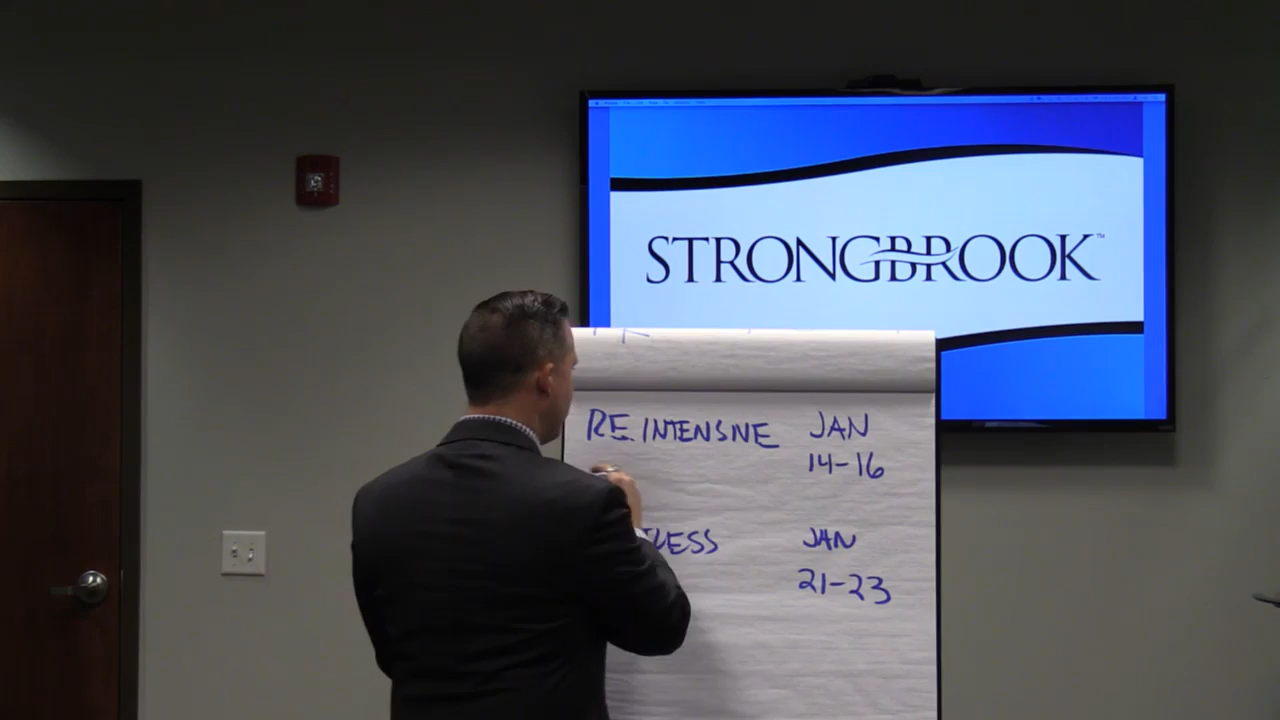 STRONGBROOK™
RE INTENSIVE JAN
14-16
JAN
21-23